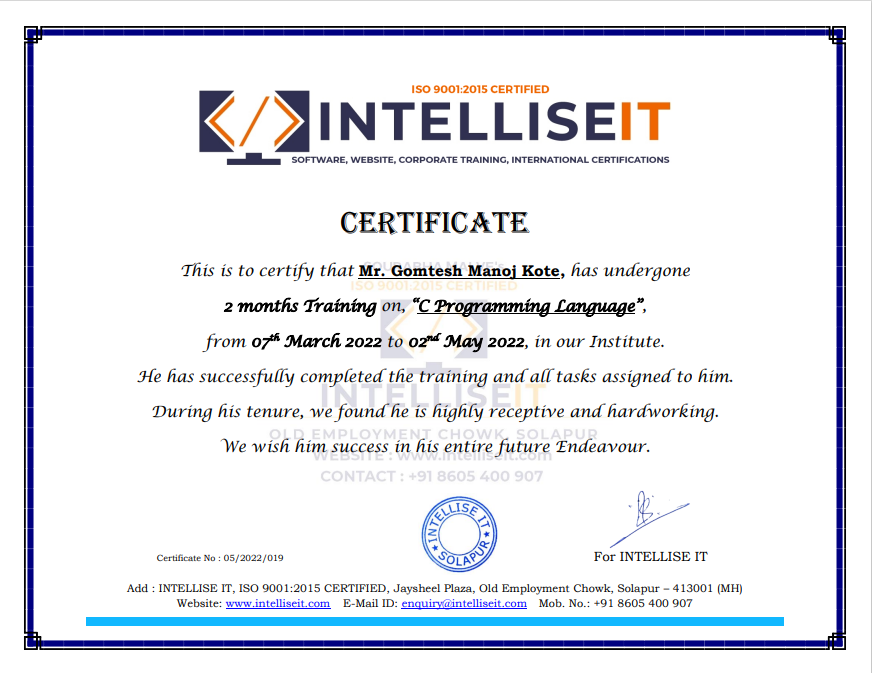 ISO 9001:2015 CERTIFIED
INTELLISEIT
SOFTWARE, WEBSITE, CORPORATE TRAINING, INTERNATIONAL CERTIFICATIONS
CERTIFICATE
This is to certify that Mr. Gomtesh Manoj Kote, has undergone
ISO 9001:2015 CERTIFIED
2 months Training on, “C Programming Language”,
from 07th March 2022 to 02nd May 2022, in our Institute.
He has successfully completed the training and all tasks assigned to him.
INTELLISEIT
During his tenure, we found he is highly receptive and hardworking.
OLD EMPLOYMENT CHOWK, SOLAPUR
We wish him success in his entire future Endeavour.
WEBSITE : www.intelliseit.com
CONTACT : +91 8605 400 907
INTELLISE IT
SOLAPUR
Certificate No : 05/2022/019
For INTELLISE IT
Add : INTELLISE IT, ISO 9001:2015 CERTIFIED, Jaysheel Plaza, Old Employment Chowk, Solapur – 413001 (MH)
Website: www.intelliseit.com E-Mail ID: enquiry@intelliseit.com Mob. No.: +91 8605 400 907